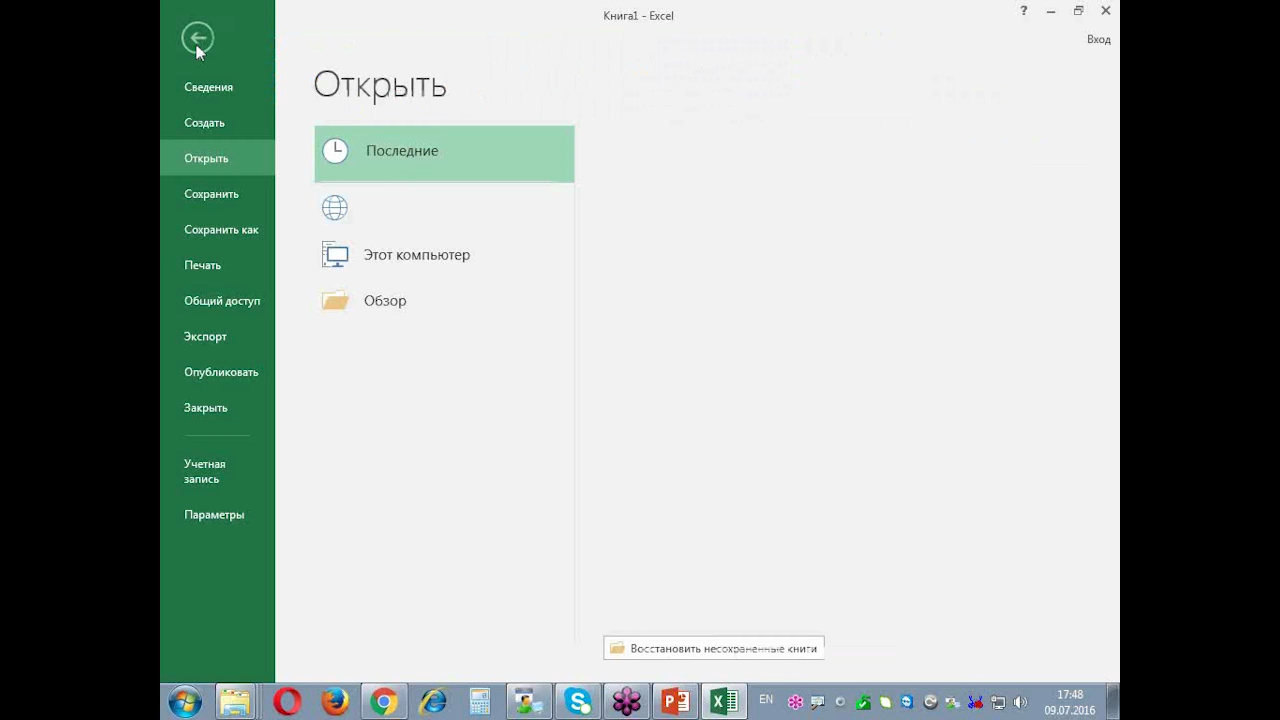 Книга1 - Excel
?
Вход
Сведения
Создать
Открыть
Сохранить
Сохранить как
Печать
Общий доступ
Экспорт
Опубликовать
Закрыть
Учетная
запись
Параметры
Открыть
Последние
Этот компьютер
Обзор
Восстановить несохраненные книги
EN
17:48
09.07.2016